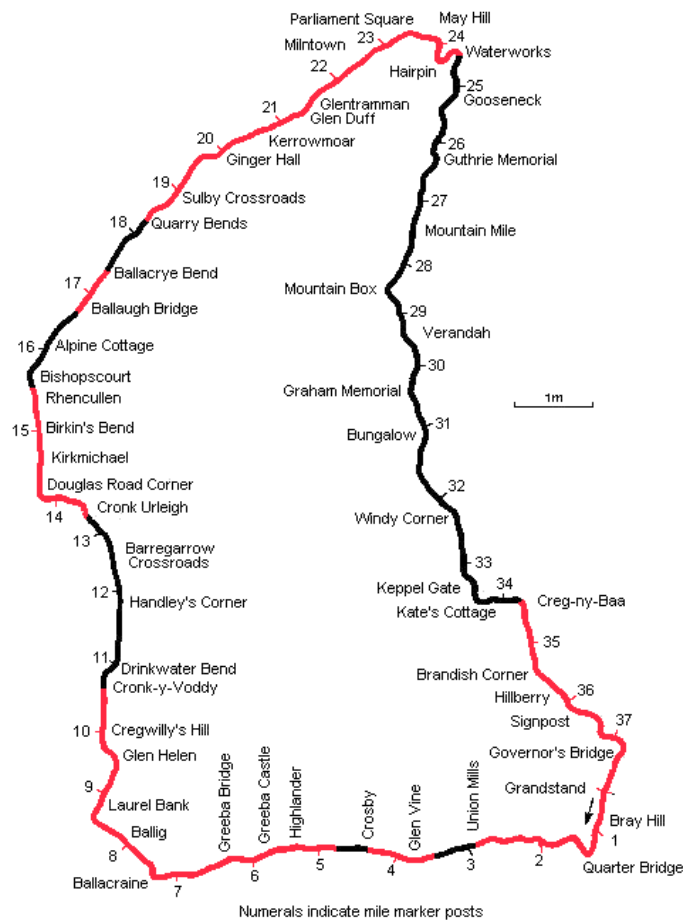 Parliament Square
May Hill
23
24
Milntown
Waterworks
22
Hairpin
25
Gooseneck
Glentramman
21
Glen Duff
20
Kerrowmoar
26
Ginger Hall
Guthrie Memorial
19
Sulby Crossroads
27
18
Quarry Bends
Mountain Mile
28
Ballacrye Bend
17
Mountain Box
Ballaugh Bridge
29
Verandah
16
Alpine Cottage
30
Bishopscourt
Graham Memorial
Rhencullen
1m
15
Birkin's Bend
31
Bungalow
Kirkmichael
Douglas Road Corner
32
14
Cronk Urleigh
Windy Corner
13
Barregarrow
Crossroads
33
34
12
Handley's Corner
Keppel Gate
Creg-ny-Baa
Kate's Cottage
35
11
Drinkwater Bend
Brandish Corner
Cronk-y-Voddy
36
Hillberry
10
Cregwilly's Hill
Signpost
37
Glen Helen
Governor's Bridge
9
Laurel Bank
Greeba Bridge
Greeba Castle
Highlander
Crosby
Glen Vine
Union Mills
Grandstand
Bray Hill
1
Ballig
8
Quarter Bridge
Ballacraine
7
6
5
4
3
2
Numerals indicate mile marker posts